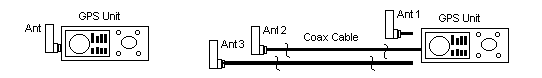 GPS Unit
Ant
Ant 1
GPS Unit
Ant 2
Coax Cable
Ant 3